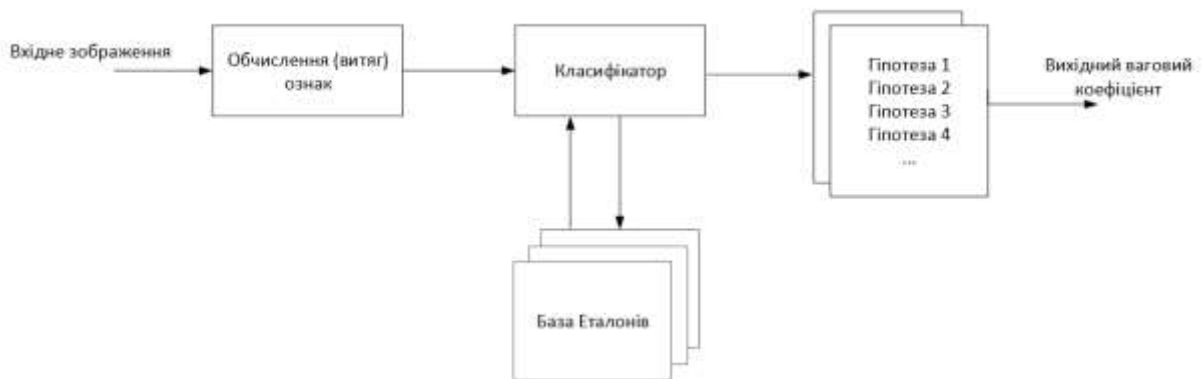 Вхідне зображення
Обчислення (витяг)
ознак
Класифікатор
Гіпотеза 1
Гіпотеза 2
Гіпотеза 3
Гіпотеза 4
...
Вихідний ваговий
коефіцієнт
База Еталонів